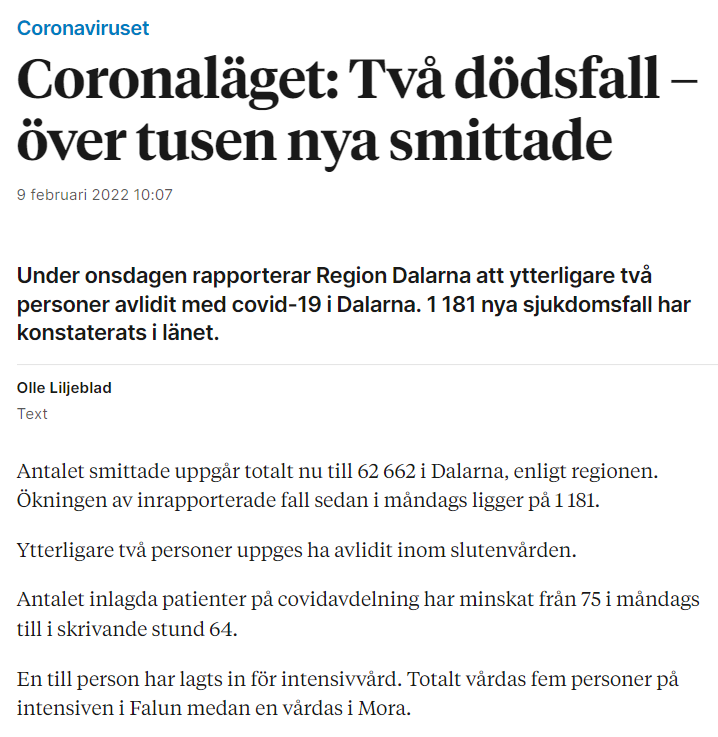 Coronaviruset
Coronaläget: Två dödsfall –
över tusen nya smittade
9 februari 2022 10:07
Under onsdagen rapporterar Region Dalarna att ytterligare två
personer avlidit med covid-19 i Dalarna. 1 181 nya sjukdomsfall har
konstaterats i länet.
Olle Liljeblad
Text
Antalet smittade uppgår totalt nu till 62 662 i Dalarna, enligt regionen.
Ökningen av inrapporterade fall sedan i måndags ligger på 1 181.
Ytterligare två personer uppges ha avlidit inom slutenvården.
Antalet inlagda patienter på covidavdelning har minskat från 75 i måndags
till i skrivande stund 64.
En till person har lagts in för intensivvård. Totalt vårdas fem personer på
intensiven i Falun medan en vårdas i Mora.